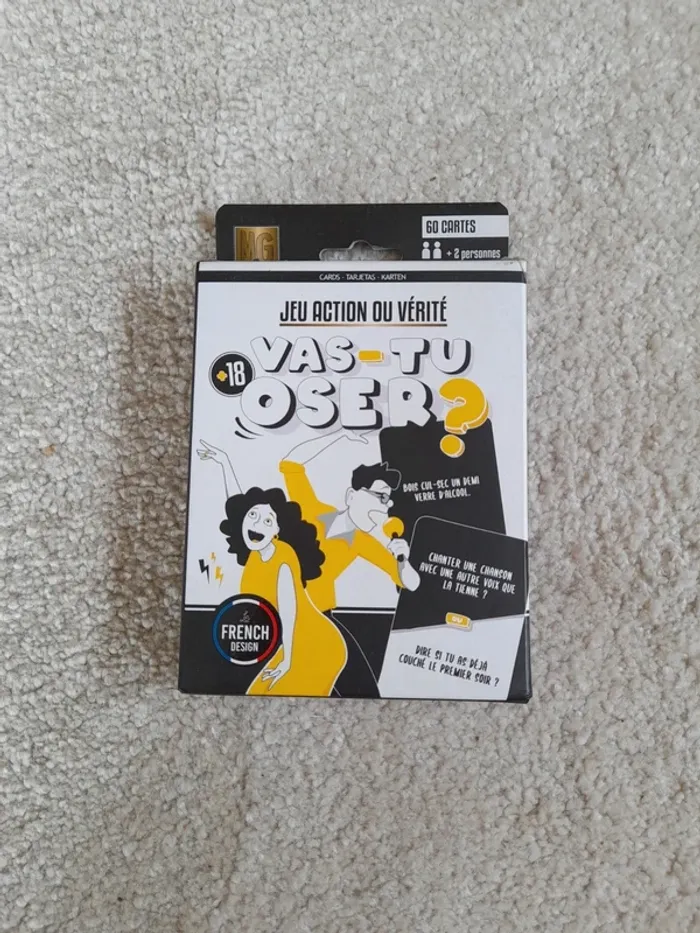 MG
60 CARTES
+ 2 personnes
CARDS - TARJETAS - KARTEN
JEU ACTION OU VÉRITÉ
+18
VAS-TU
OSER?
BOIS CUL-SEC UN DEMI
VERRE D'ALCOOL.
CHANTER UNE CHANSON
AVEC UNE AUTRE VOIX QUE
LA TIENNE ?
OU
DIRE SI TU AS DÉJÀ
COUCHÉ LE PREMIER SOIR ?
FRENCH
DESIGN